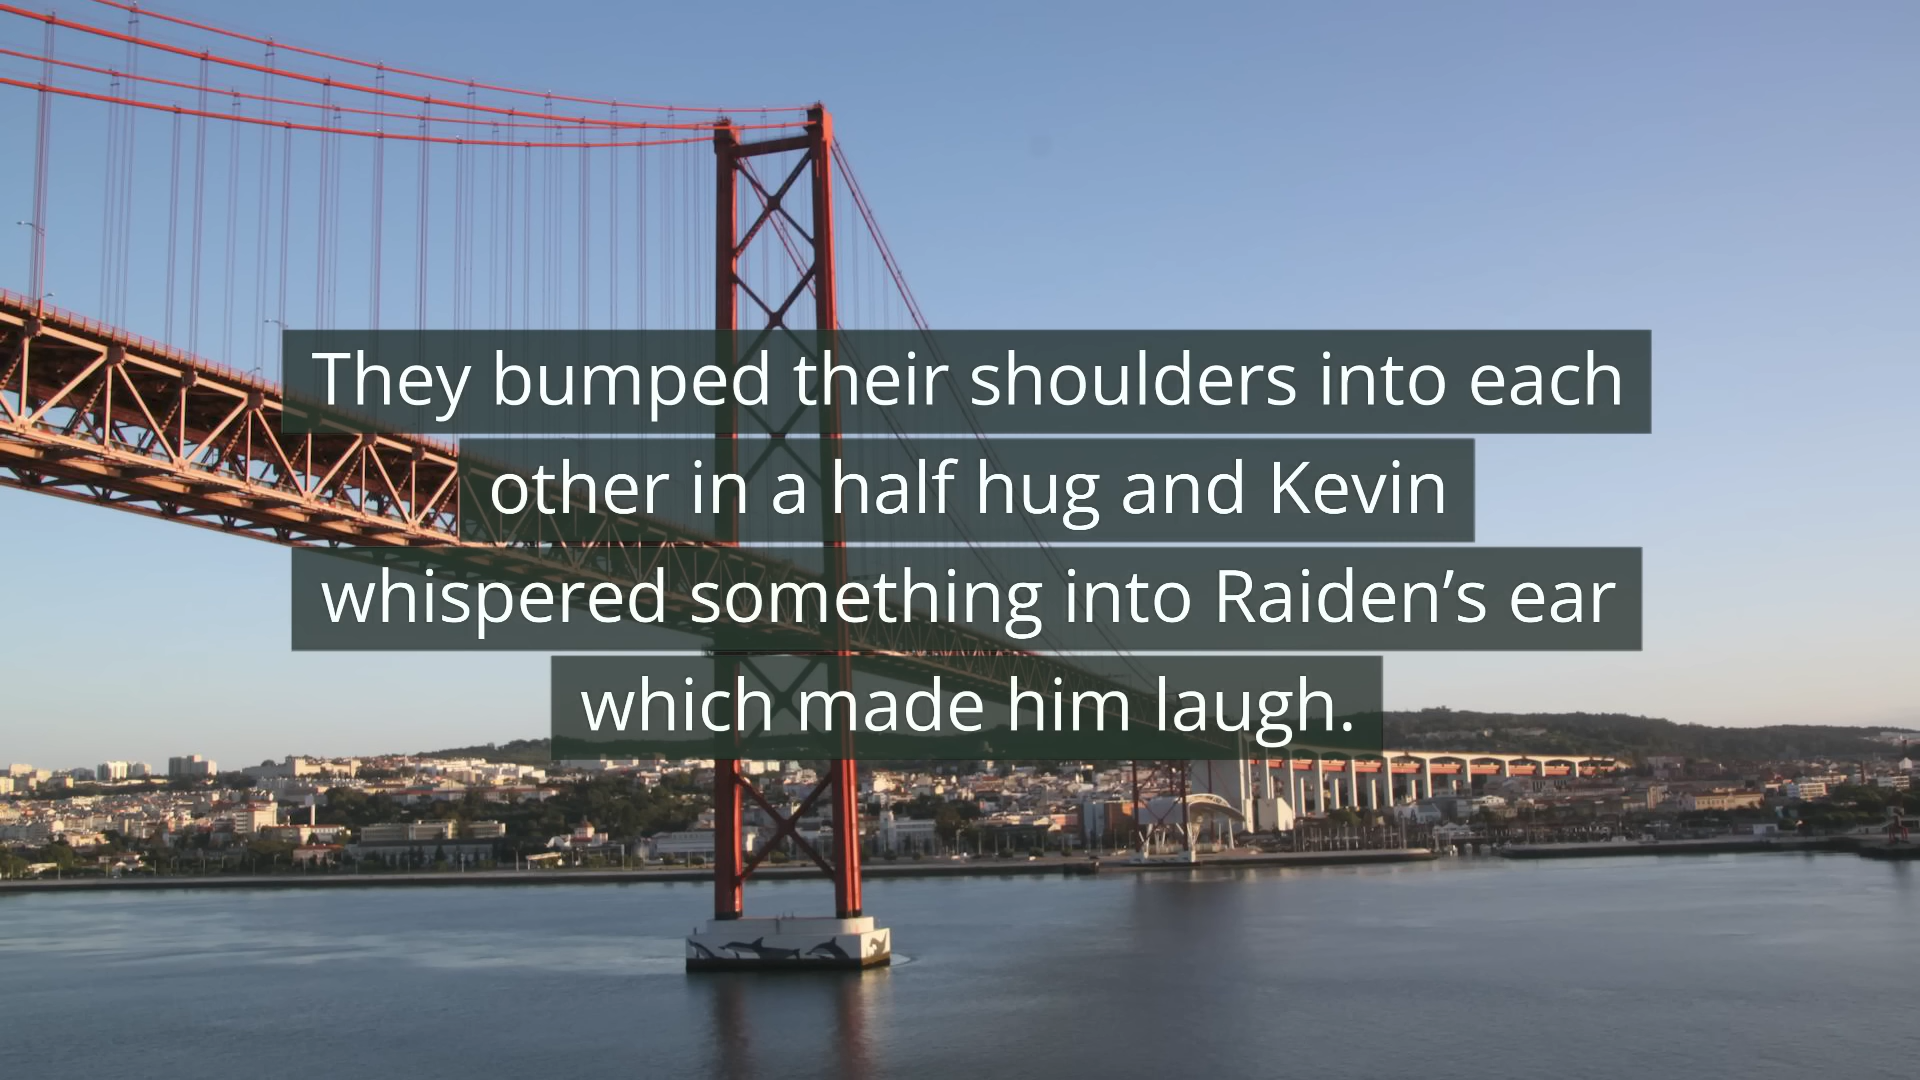 They bumped their shoulders into each
other in a half hug and Kevin
whispered something into Raiden’s ear
which made him laugh.